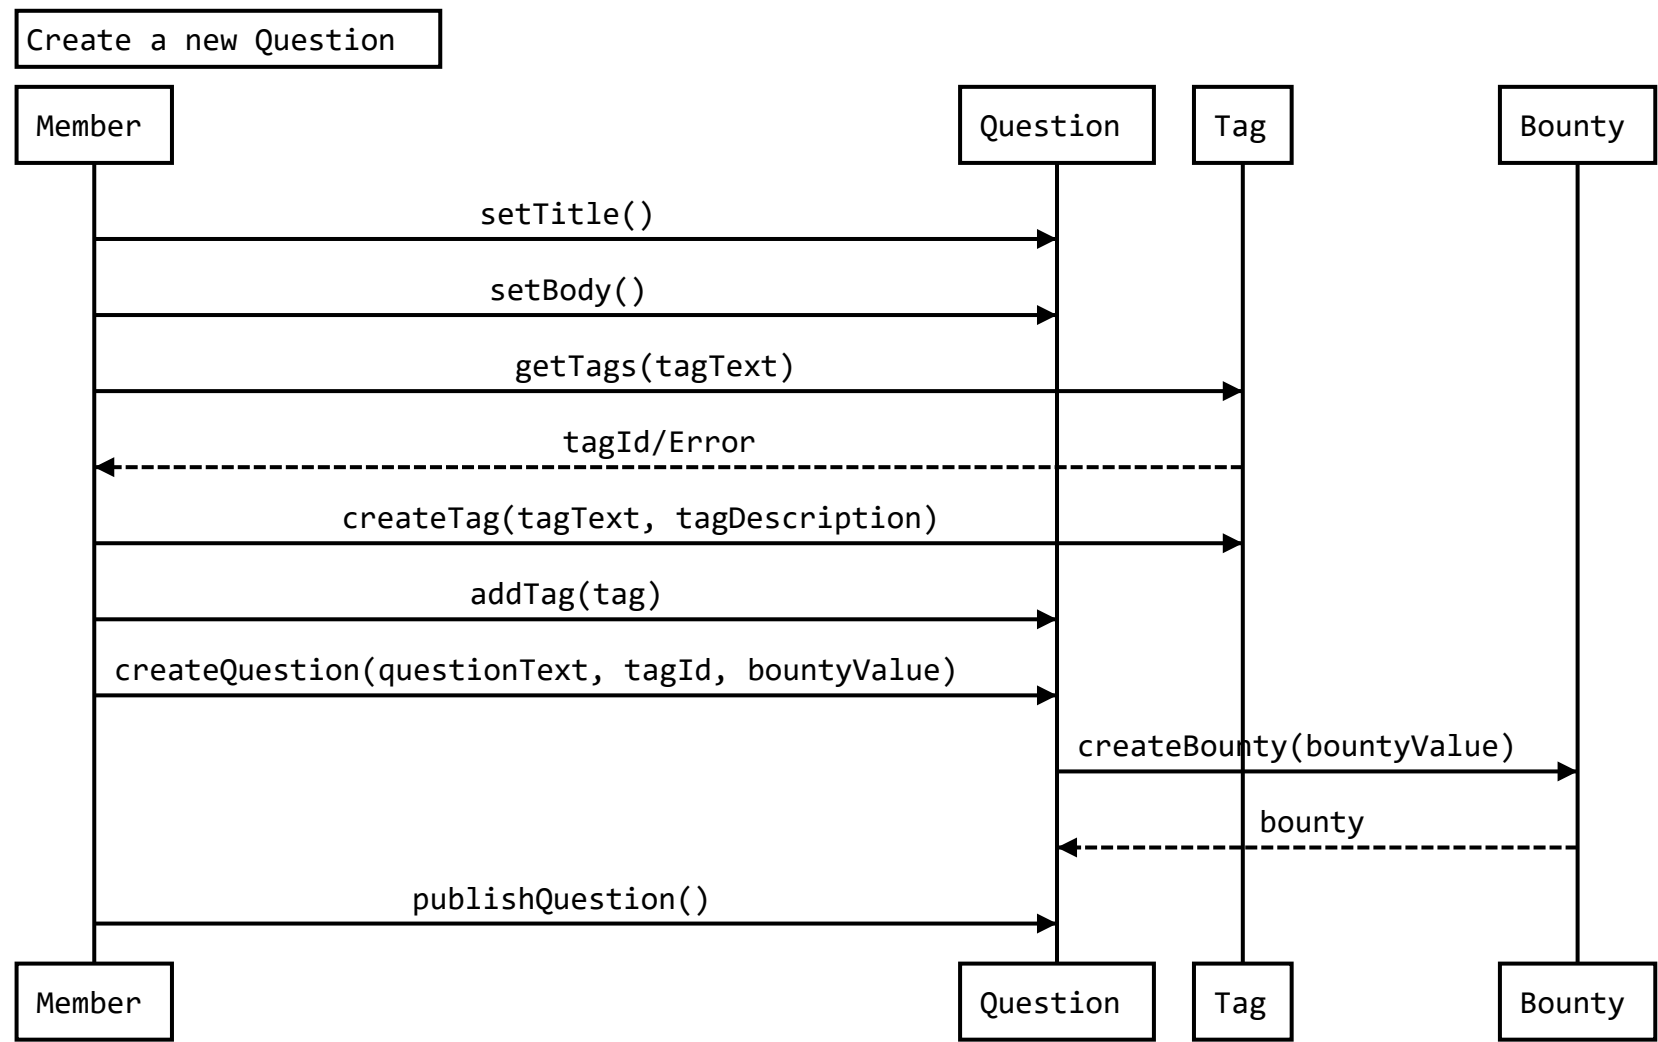 Create a new Question
Member Question Tag Bounty
setTitle()
setBody()
getTags(tagText)
tagId/Error
createTag(tagText, tagDescription)
addTag(tag)
createQuestion(questionText, tagId, bountyValue)
createBounty(bountyValue)
bounty
publishQuestion()
Member Question Tag Bounty